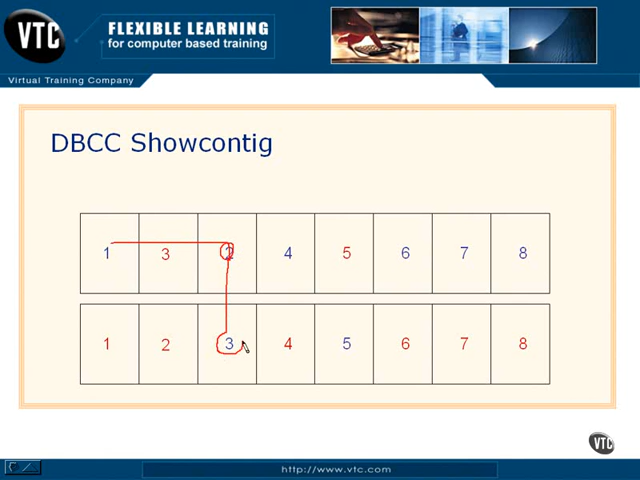 VTC
FLEXIBLE LEARNING
for computer based training
Virtual Training Company
DBCC Showcontig
1 3 2 4 5 6 7 8
1 2 3 4 5 6 7 8
VTC
http://www.vtc.com